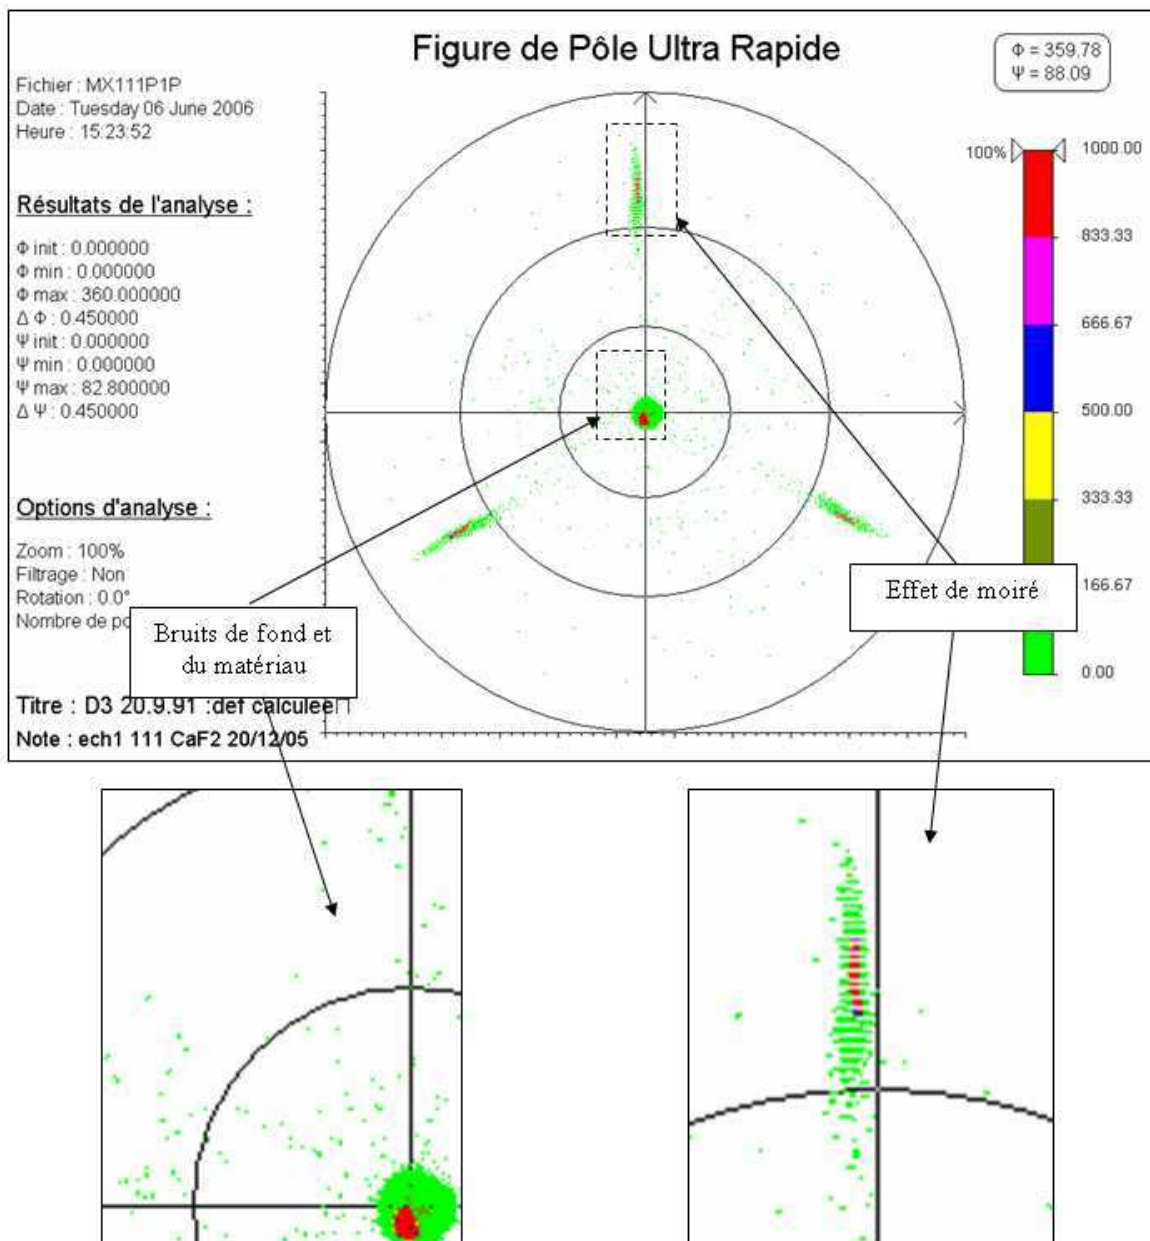 Figure de Pôle Ultra Rapide
Φ = 359.78
Ψ = 88.09
Fichier : MX111P1P
Date : Tuesday 06 June 2006
Heure : 15:23:52
Résultats de l'analyse :
Φ init : 0.000000
Φ min : 0.000000
Φ max : 360.000000
Δ Φ : 0.450000
Ψ init : 0.000000
Ψ min : 0.000000
Ψ max : 82.800000
Δ Ψ : 0.450000
Options d'analyse :
Zoom : 100%
Filtrage : Non
Rotation : 0.0°
Nombre de
Titre : D3 20.9.91 :def calculee
Note : ech1 111 CaF2 20/12/05
100%
1000.00
833.33
666.67
500.00
333.33
166.67
0.00
Bruits de fond et
du matériau
Effet de moiré